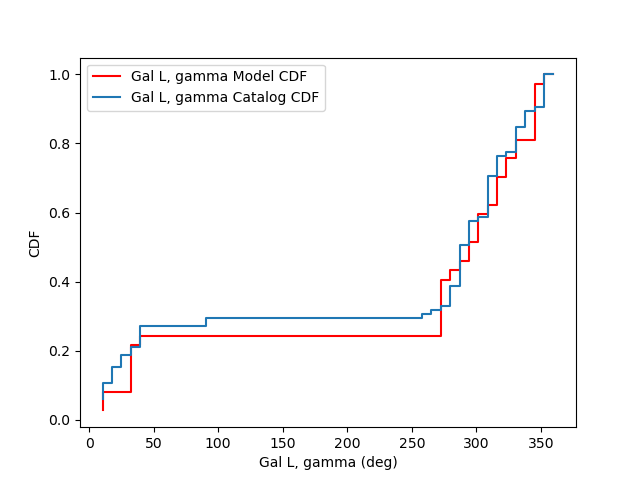 Gal L, gamma Model CDF
Gal L, gamma Catalog CDF
1.0
0.8
0.6
0.4
0.2
0.0
CDF
0 50 100 150 200 250 300 350
Gal L, gamma (deg)